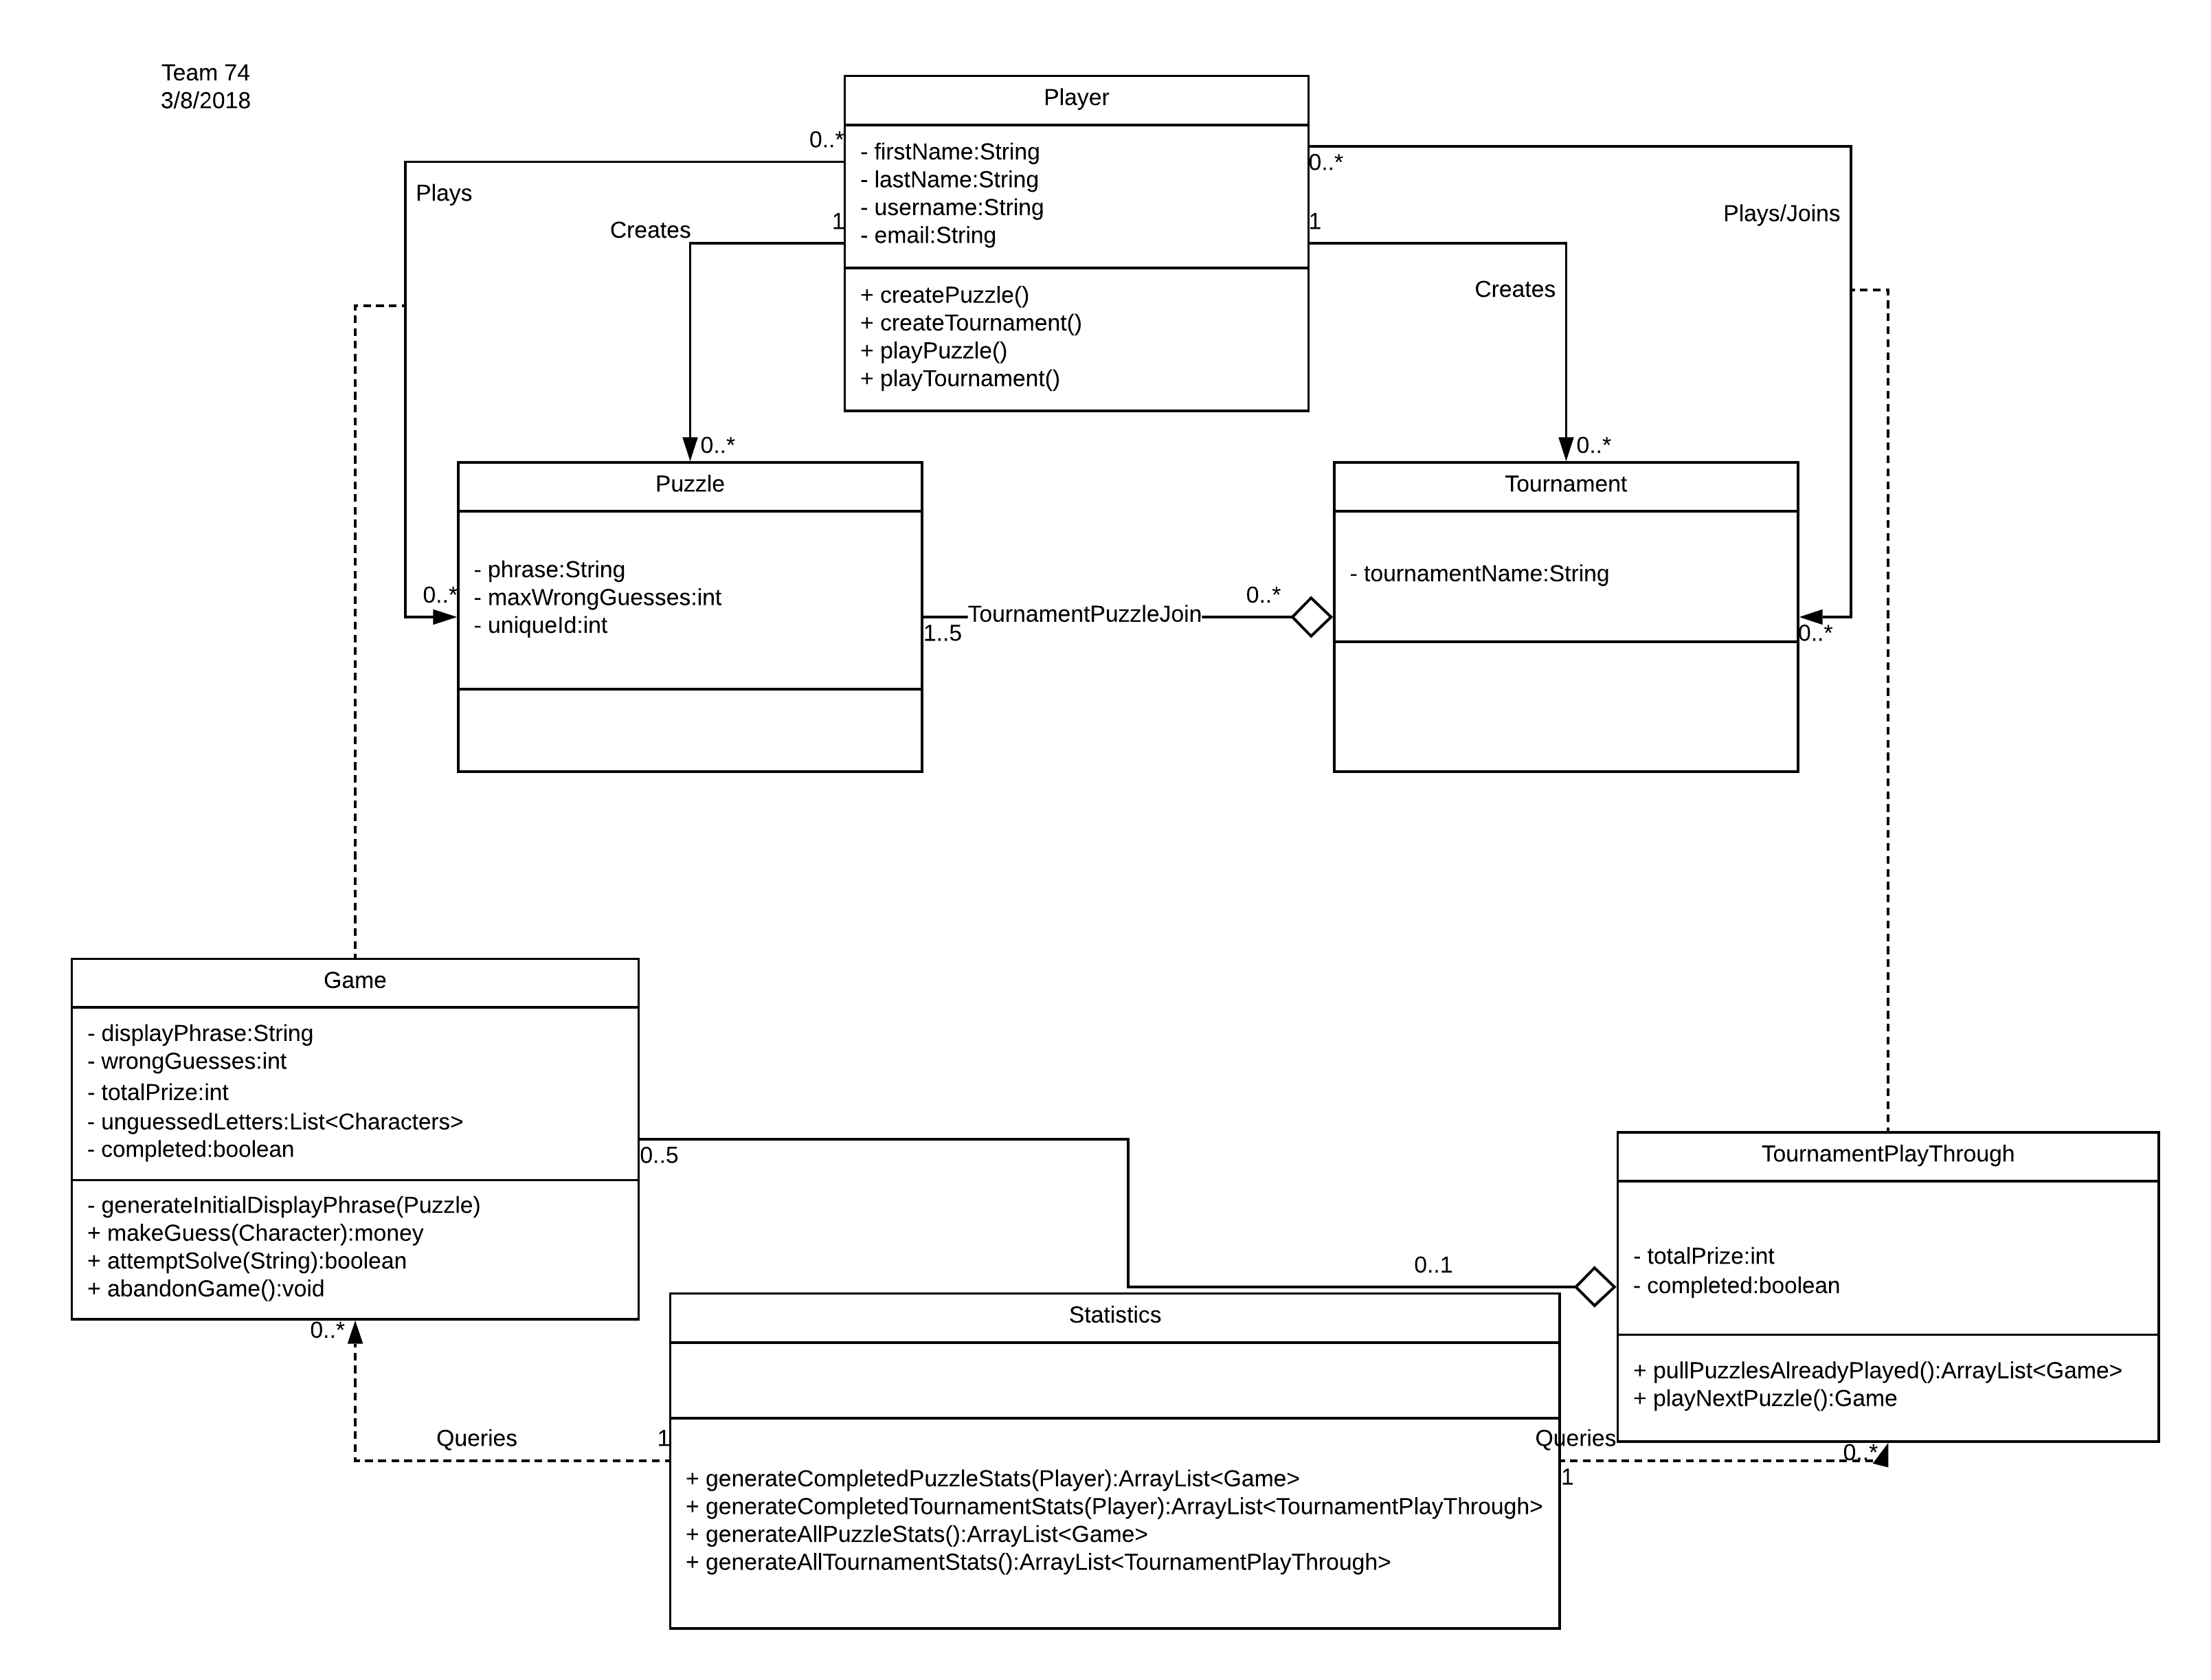 Team 74
3/8/2018
Player
0..*
- firstName:String
0..*
- lastName:String
Plays
- username:String
Plays/Joins
Creates
1
- email:String
1
Creates
+ createPuzzle()
+ createTournament()
+ playPuzzle()
+ playTournament()
0..*
0..*
Puzzle
Tournament
- phrase:String
- tournamentName:String
0..*
- maxWrongGuesses:int
0..*
- uniqueId:int
TournamentPuzzleJoin
1..5
0..*
Game
- displayPhrase:String
- wrongGuesses:int
- totalPrize:int
- unguessedLetters:List<Characters>
- completed:boolean
0..5
TournamentPlayThrough
- generateInitialDisplayPhrase(Puzzle)
+ makeGuess(Character):money
+ attemptSolve(String):boolean
+ abandonGame():void
0..1
- totalPrize:int
- completed:boolean
0..*
Statistics
+ pullPuzzlesAlreadyPlayed():ArrayList<Game>
+ playNextPuzzle():Game
Queries
1
Queries
0..*
1
+ generateCompletedPuzzleStats(Player):ArrayList<Game>
+ generateCompletedTournamentStats(Player):ArrayList<TournamentPlayThrough>
+ generateAllPuzzleStats():ArrayList<Game>
+ generateAllTournamentStats():ArrayList<TournamentPlayThrough>